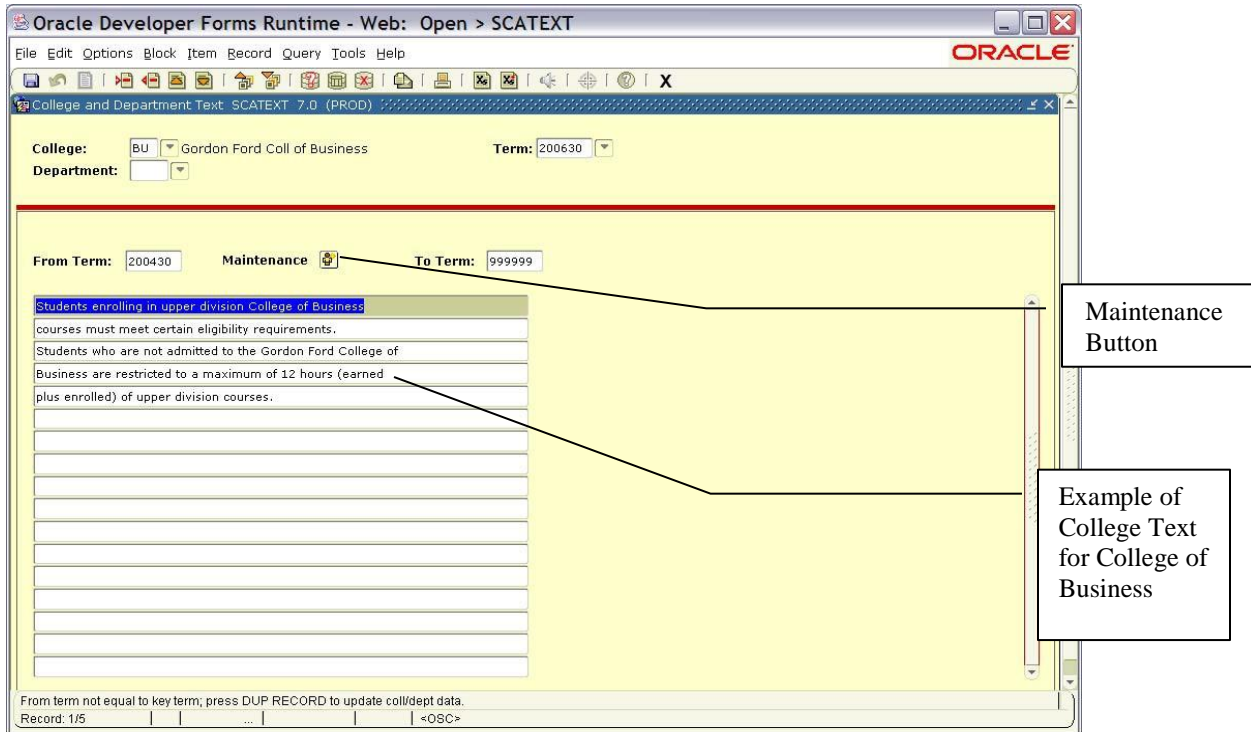 Oracle Developer Forms Runtime - Web: Open > SCATEXT
File Edit Options Block Item Record Query Tools Help
ORACLE
X
College and Department Text SCATEXT 7.0 (PROD)
College: BU Gordon Ford Coll of Business Term: 200630
Department:
From Term: 200430 Maintenance To Term: 999999
Students enrolling in upper division College of Business
courses must meet certain eligibility requirements.
Students who are not admitted to the Gordon Ford College of
Business are restricted to a maximum of 12 hours (earned
plus enrolled) of upper division courses.
Maintenance
Button
Example of
College Text
for College of
Business
From term not equal to key term; press DUP RECORD to update coll/dept data.
Record: 1/5 ... <OSC>